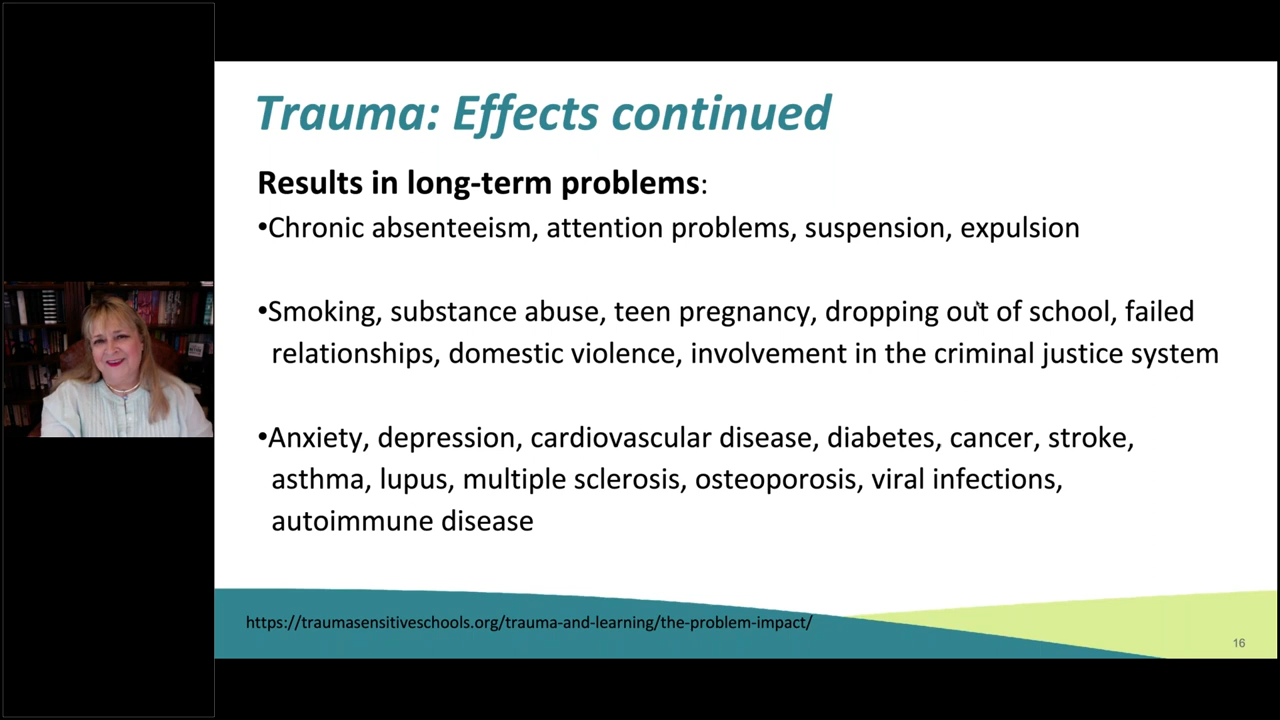 Trauma: Effects continued
Results in long-term problems:
•Chronic absenteeism, attention problems, suspension, expulsion
•Smoking, substance abuse, teen pregnancy, dropping out of school, failed
relationships, domestic violence, involvement in the criminal justice system
•Anxiety, depression, cardiovascular disease, diabetes, cancer, stroke,
asthma, lupus, multiple sclerosis, osteoporosis, viral infections,
autoimmune disease
https://traumasensitiveschools.org/trauma-and-learning/the-problem-impact/
16